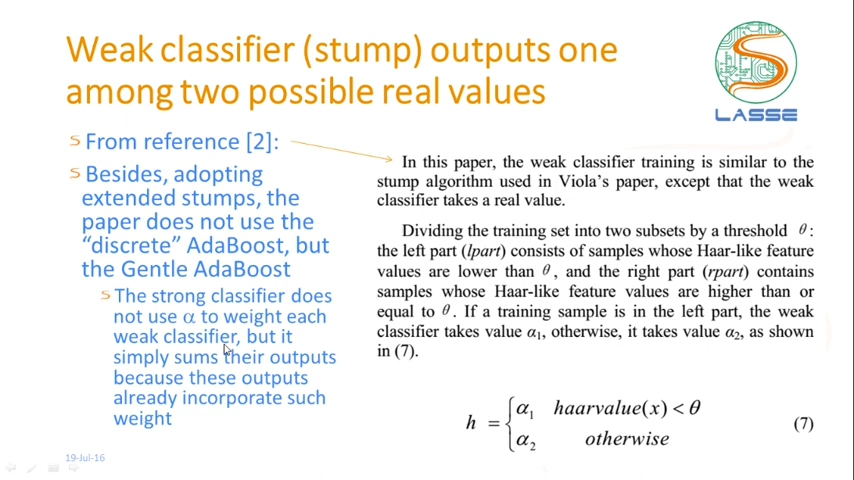 Weak classifier (stump) outputs one
among two possible real values
LASSE
From reference [2]:
Besides, adopting
extended stumps, the
paper does not use the
“discrete” AdaBoost, but
the Gentle AdaBoost
The strong classifier does
not use α to weight each
weak classifier, but it
simply sums their outputs
because these outputs
already incorporate such
weight
In this paper, the weak classifier training is similar to the
stump algorithm used in Viola's paper, except that the weak
classifier takes a real value.
Dividing the training set into two subsets by a threshold θ:
the left part (lpart) consists of samples whose Haar-like feature
values are lower than θ, and the right part (rpart) contains
samples whose Haar-like feature values are higher than or
equal to θ. If a training sample is in the left part, the weak
classifier takes value α₁, otherwise, it takes value α₂, as shown
in (7).
h = { α₁ haarvalue(x) < θ
α₂ otherwise (7)
19-Jul-16